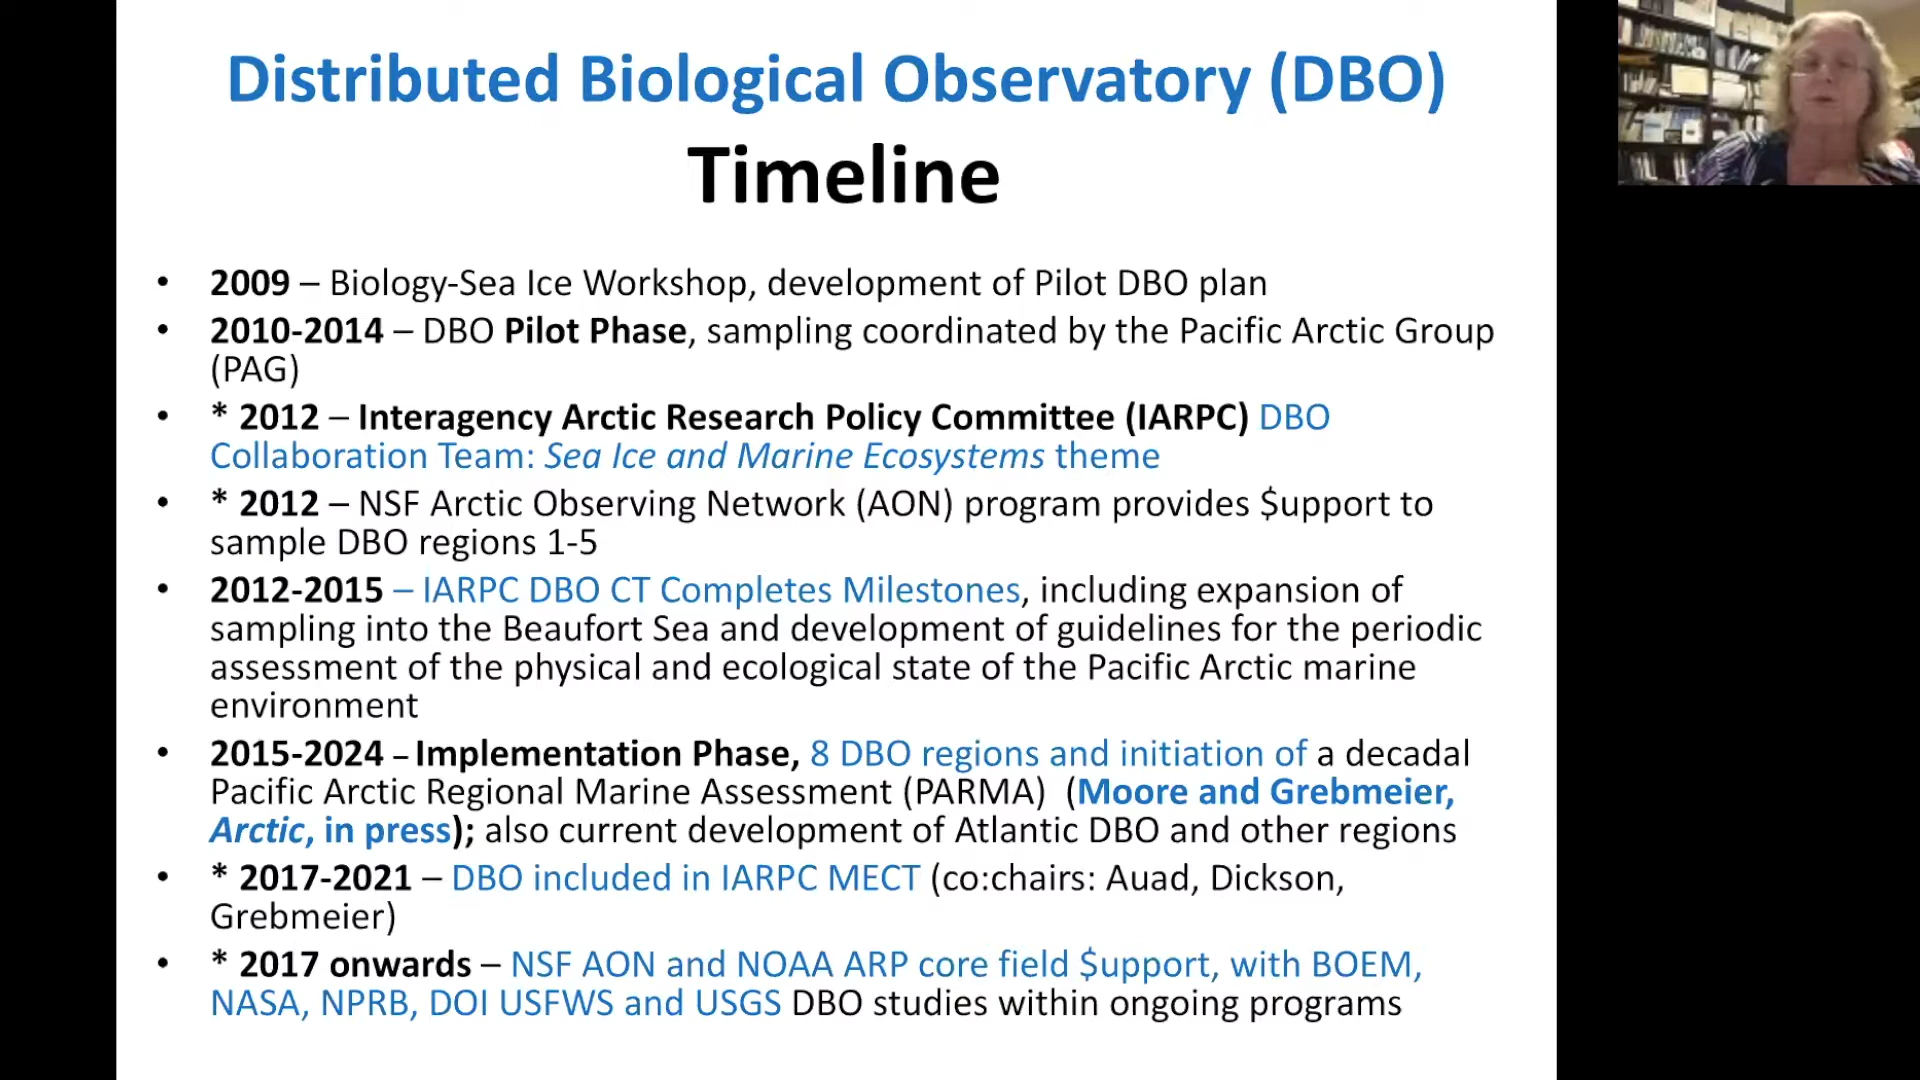 Distributed Biological Observatory (DBO)
Timeline
• 2009 – Biology-Sea Ice Workshop, development of Pilot DBO plan
• 2010-2014 – DBO Pilot Phase, sampling coordinated by the Pacific Arctic Group
(PAG)
• * 2012 – Interagency Arctic Research Policy Committee (IARPC) DBO
Collaboration Team: Sea Ice and Marine Ecosystems theme
• * 2012 – NSF Arctic Observing Network (AON) program provides $upport to
sample DBO regions 1-5
• 2012-2015 – IARPC DBO CT Completes Milestones, including expansion of
sampling into the Beaufort Sea and development of guidelines for the periodic
assessment of the physical and ecological state of the Pacific Arctic marine
environment
• 2015-2024 – Implementation Phase, 8 DBO regions and initiation of a decadal
Pacific Arctic Regional Marine Assessment (PARMA) (Moore and Grebmeier,
Arctic, in press); also current development of Atlantic DBO and other regions
• * 2017-2021 – DBO included in IARPC MECT (co:chairs: Auad, Dickson,
Grebmeier)
• * 2017 onwards – NSF AON and NOAA ARP core field $upport, with BOEM,
NASA, NPRB, DOI USFWS and USGS DBO studies within ongoing programs